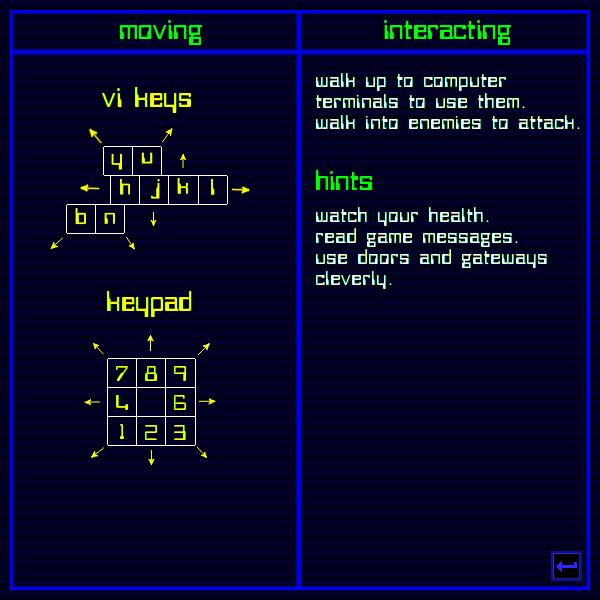 moving
vi keys
y u
h j k l
b n
keypad
7 8 9
4 6
1 2 3
interacting
walk up to computer
terminals to use them.
walk into enemies to attack.
hints
watch your health.
read game messages.
use doors and gateways
cleverly.